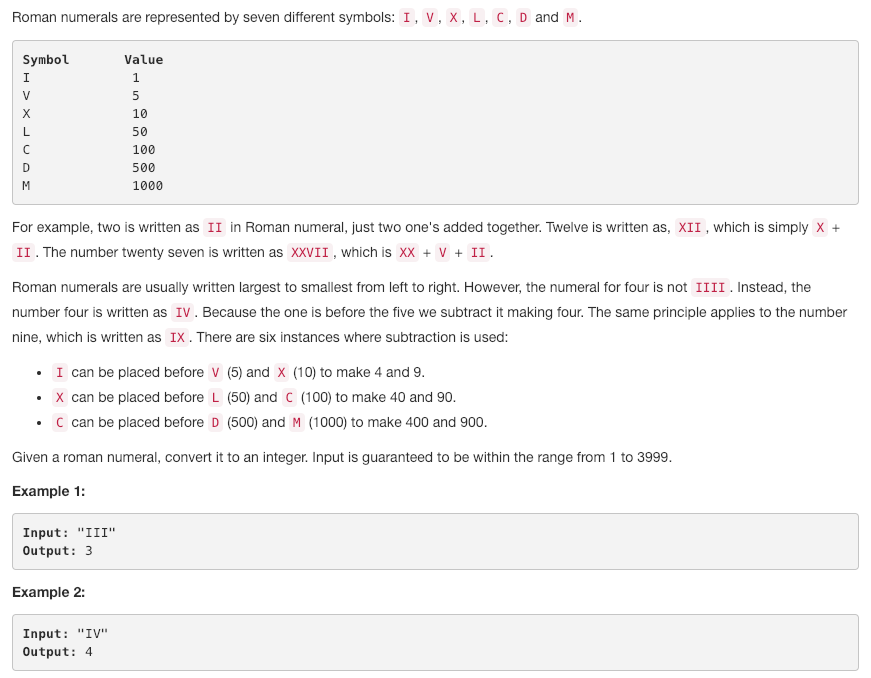 Roman numerals are represented by seven different symbols: I, V, X, L, C, D and M.
Symbol Value
I 1
V 5
X 10
L 50
C 100
D 500
M 1000
For example, two is written as II in Roman numeral, just two one's added together. Twelve is written as, XII, which is simply X +
II. The number twenty seven is written as XXVII, which is XX + V + II.
Roman numerals are usually written largest to smallest from left to right. However, the numeral for four is not IIII. Instead, the
number four is written as IV. Because the one is before the five we subtract it making four. The same principle applies to the number
nine, which is written as IX. There are six instances where subtraction is used:
• I can be placed before V (5) and X (10) to make 4 and 9.
• X can be placed before L (50) and C (100) to make 40 and 90.
• C can be placed before D (500) and M (1000) to make 400 and 900.
Given a roman numeral, convert it to an integer. Input is guaranteed to be within the range from 1 to 3999.
Example 1:
Input: "III"
Output: 3
Example 2:
Input: "IV"
Output: 4